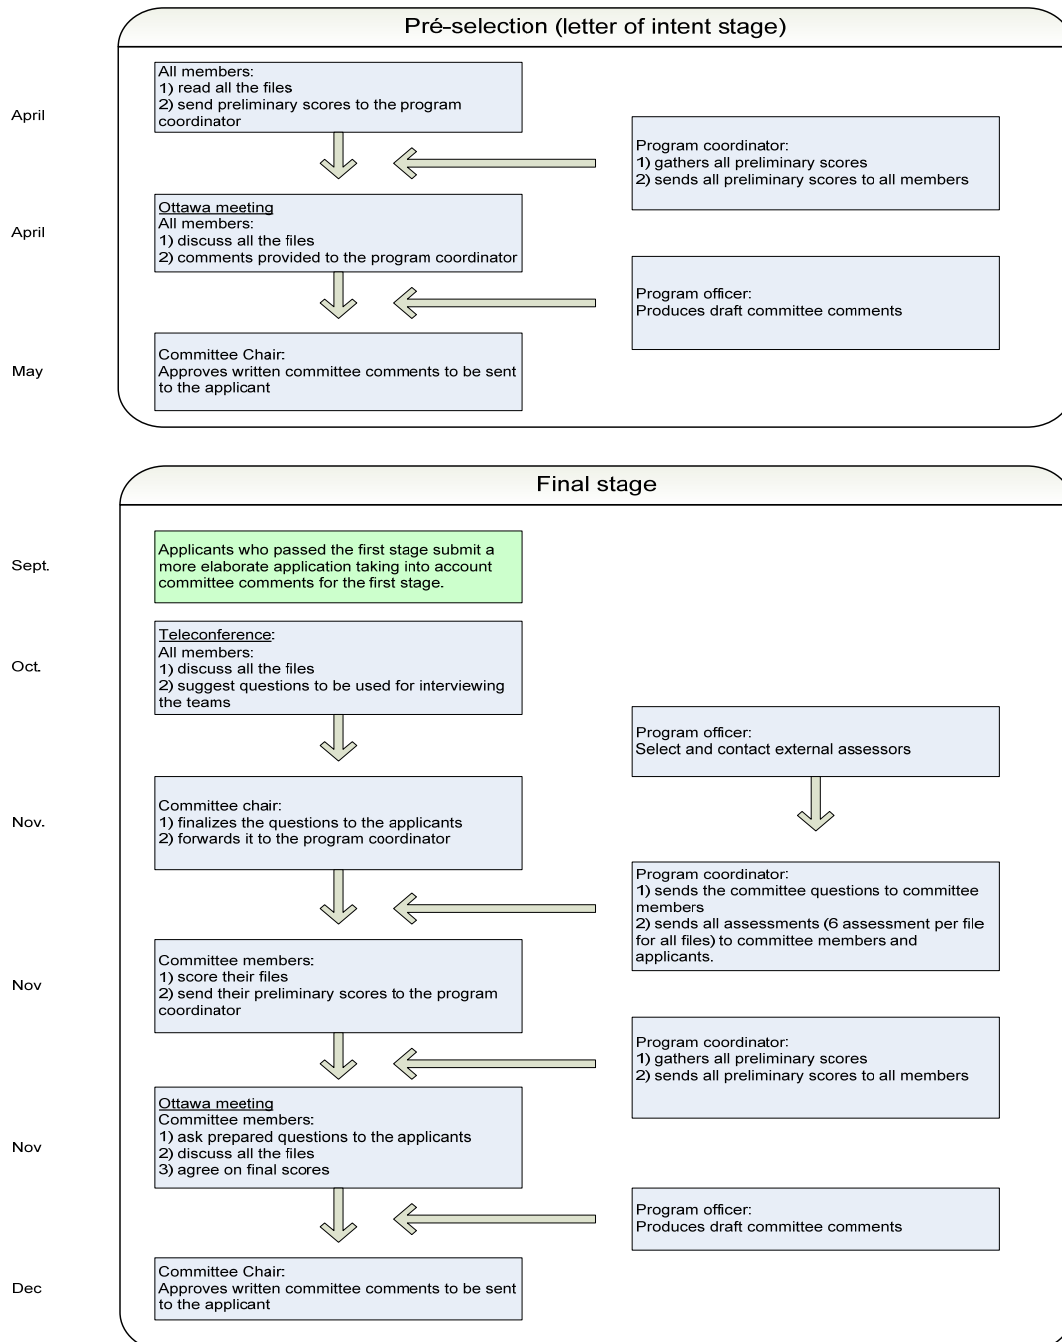 Pré-selection (letter of intent stage)
April
All members:
1) read all the files
2) send preliminary scores to the program
coordinator
Program coordinator:
1) gathers all preliminary scores
2) sends all preliminary scores to all members
April
Ottawa meeting
All members:
1) discuss all the files
2) comments provided to the program coordinator
Program officer:
Produces draft committee comments
May
Committee Chair:
Approves written committee comments to be sent
to the applicant
Final stage
Sept.
Applicants who passed the first stage submit a
more elaborate application taking into account
committee comments for the first stage.
Oct.
Teleconference:
All members:
1) discuss all the files
2) suggest questions to be used for interviewing
the teams
Program officer:
Select and contact external assessors
Nov.
Committee chair:
1) finalizes the questions to the applicants
2) forwards it to the program coordinator
Program coordinator:
1) sends the committee questions to committee
members
2) sends all assessments (6 assessment per file
for all files) to committee members and
applicants.
Nov
Committee members:
1) score their files
2) send their preliminary scores to the program
coordinator
Program coordinator:
1) gathers all preliminary scores
2) sends all preliminary scores to all members
Nov
Ottawa meeting
Committee members:
1) ask prepared questions to the applicants
2) discuss all the files
3) agree on final scores
Program officer:
Produces draft committee comments
Dec
Committee Chair:
Approves written committee comments to be sent
to the applicant